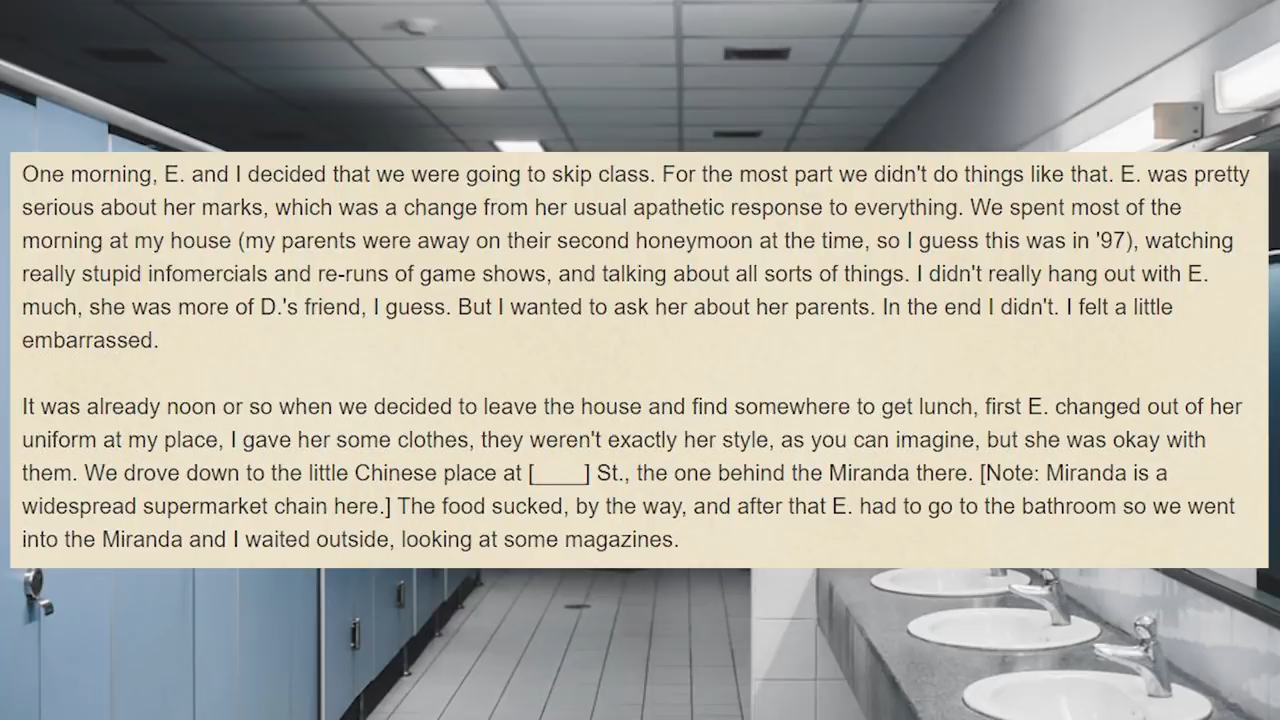 One morning, E. and I decided that we were going to skip class. For the most part we didn't do things like that. E. was pretty
serious about her marks, which was a change from her usual apathetic response to everything. We spent most of the
morning at my house (my parents were away on their second honeymoon at the time, so I guess this was in '97), watching
really stupid infomercials and re-runs of game shows, and talking about all sorts of things. I didn't really hang out with E.
much, she was more of D.'s friend, I guess. But I wanted to ask her about her parents. In the end I didn't. I felt a little
embarrassed.
It was already noon or so when we decided to leave the house and find somewhere to get lunch, first E. changed out of her
uniform at my place, I gave her some clothes, they weren't exactly her style, as you can imagine, but she was okay with
them. We drove down to the little Chinese place at [____] St., the one behind the Miranda there. [Note: Miranda is a
widespread supermarket chain here.] The food sucked, by the way, and after that E. had to go to the bathroom so we went
into the Miranda and I waited outside, looking at some magazines.